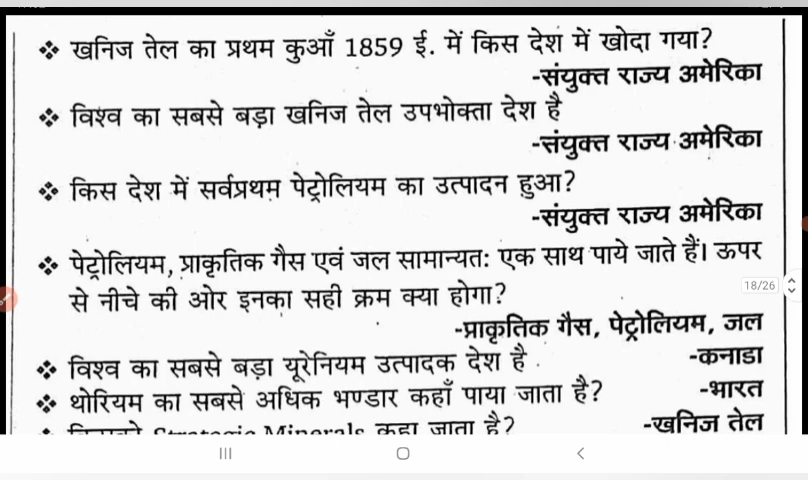 ❖ खनिज तेल का प्रथम कुआँ 1859 ई. में किस देश में खोदा गया?
-संयुक्त राज्य अमेरिका
❖ विश्व का सबसे बड़ा खनिज तेल उपभोक्ता देश है
-संयुक्त राज्य अमेरिका
❖ किस देश में सर्वप्रथम पेट्रोलियम का उत्पादन हुआ?
-संयुक्त राज्य अमेरिका
❖ पेट्रोलियम, प्राकृतिक गैस एवं जल सामान्यत: एक साथ पाये जाते हैं। ऊपर
से नीचे की ओर इनका सही क्रम क्या होगा?
18/26
-प्राकृतिक गैस, पेट्रोलियम, जल
❖ विश्व का सबसे बड़ा यूरेनियम उत्पादक देश है -कनाडा
❖ थोरियम का सबसे अधिक भण्डार कहाँ पाया जाता है? -भारत
Strategic Minerals कहा जाता है? -खनिज तेल